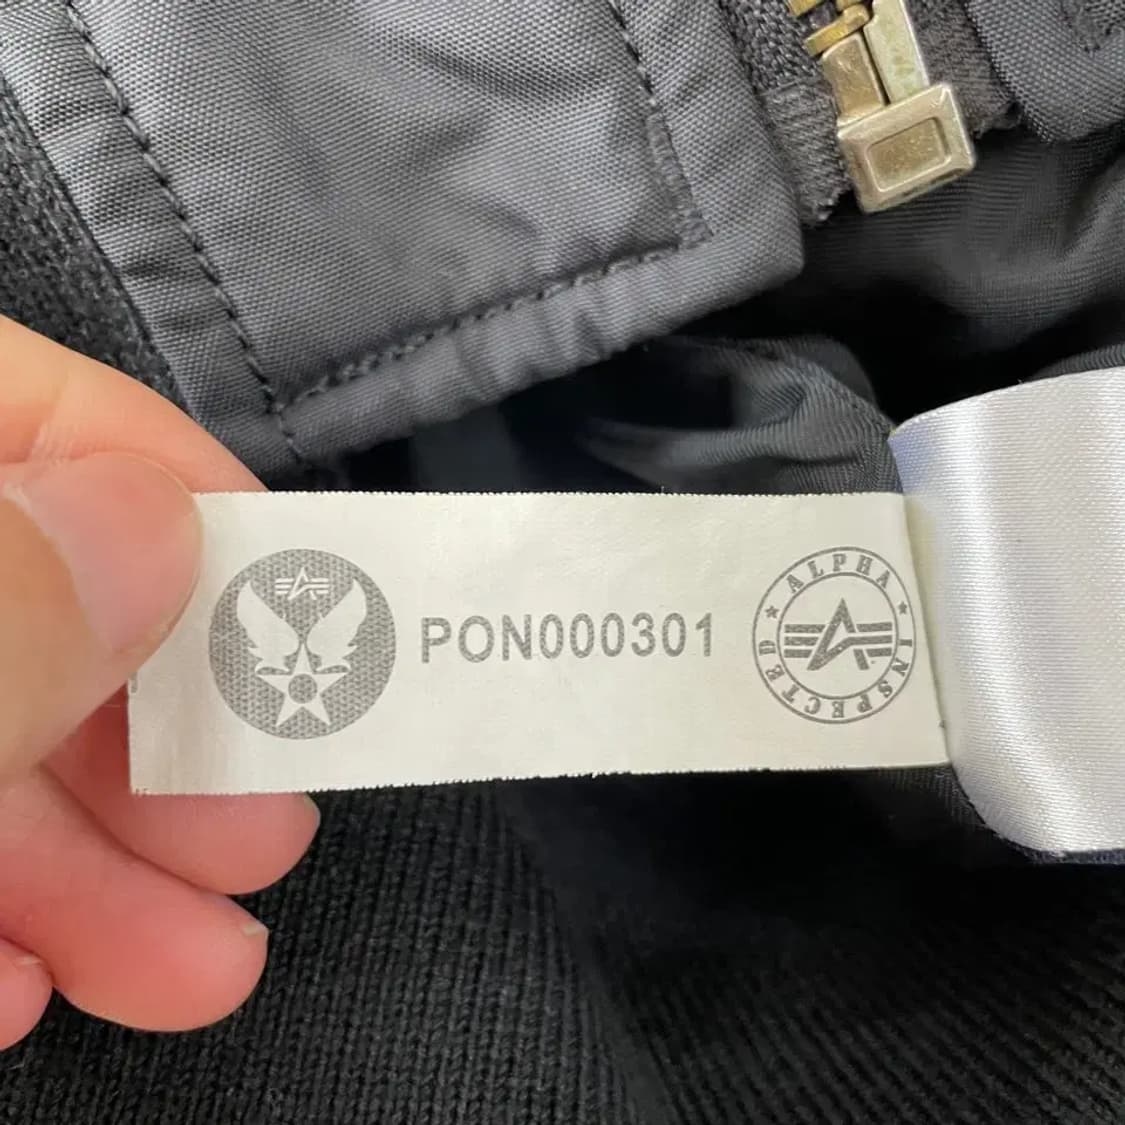 PON000301
ALPHA
INSPECTED